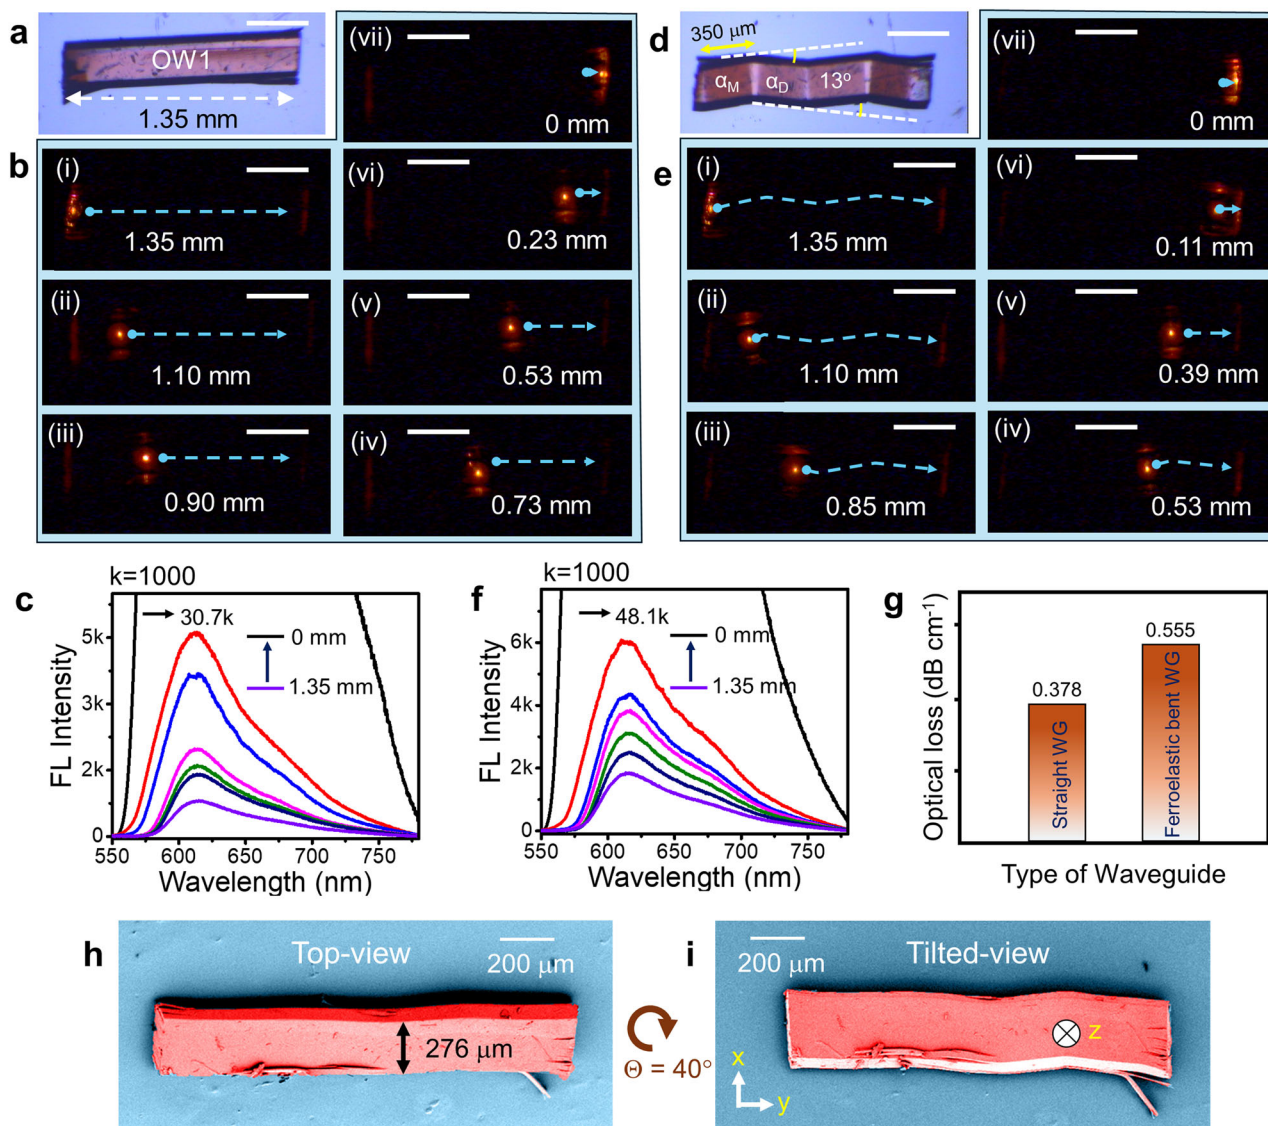 a
OW1
1.35 mm
(vii)
0 mm
b
(i)
1.35 mm
(vi)
0.23 mm
(ii)
1.10 mm
(v)
0.53 mm
(iii)
0.90 mm
(iv)
0.73 mm
d
350 μm
αM
αD
13°
(vii)
0 mm
e
(i)
1.35 mm
(vi)
0.11 mm
(ii)
1.10 mm
(v)
0.39 mm
(iii)
0.85 mm
(iv)
0.53 mm
c
k=1000
30.7k
0 mm
1.35 mm
5k
3k
2k
0
FL Intensity
550 600 650 700 750
Wavelength (nm)
f
k=1000
48.1k
0 mm
1.35 mm
6k
4k
2k
0
FL Intensity
550 600 650 700 750
Wavelength (nm)
g
Optical loss (dB cm⁻¹)
0.378
0.555
Straight WG
Ferroelastic bent WG
Type of Waveguide
h
Top-view
200 μm
276 μm
Θ = 40°
i
200 μm
Tilted-view
z
x
y